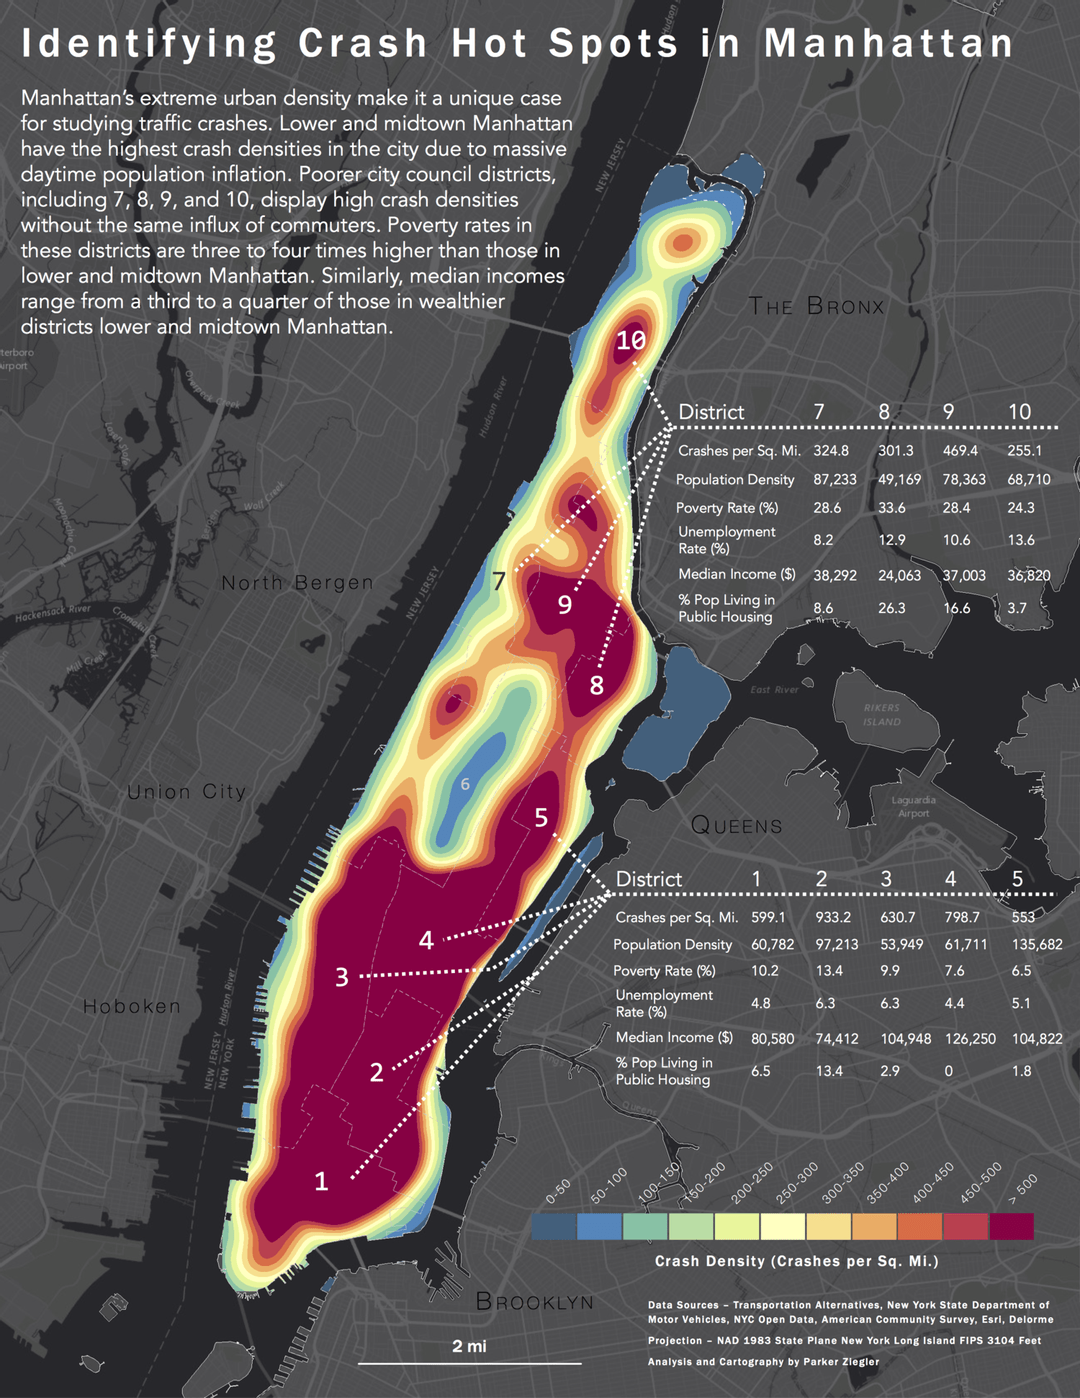 Identifying Crash Hot Spots in Manhattan
Manhattan's extreme urban density make it a unique case
for studying traffic crashes. Lower and midtown Manhattan
have the highest crash densities in the city due to massive
daytime population inflation. Poorer city council districts,
including 7, 8, 9, and 10, display high crash densities
without the same influx of commuters. Poverty rates in
these districts are three to four times higher than those in
lower and midtown Manhattan. Similarly, median incomes
range from a third to a quarter of those in wealthier
districts lower and midtown Manhattan.
Hudson
NEW JERSEY
THE BRONX
terboro
irport
Overpeck Creek
Hudson River
10
District 7 8 9 10
Crashes per Sq. Mi. 324.8 301.3 469.4 255.1
Population Density 87,233 49,169 78,363 68,710
Poverty Rate (%) 28.6 33.6 28.4 24.3
Unemployment
Rate (%) 8.2 12.9 10.6 13.6
Median Income ($) 38,292 24,063 37,003 36,820
% Pop Living in
Public Housing 8.6 26.3 16.6 3.7
Wolf Creek
North Bergen
NEW JERSEY
7
9
8
Hackensack River
Mill Creek
East River
RIKERS
ISLAND
6
Union City
5
Laguardia
Airport
QUEENS
District 1 2 3 4 5
Crashes per Sq. Mi. 599.1 933.2 630.7 798.7 553
Population Density 60,782 97,213 53,949 61,711 135,682
Poverty Rate (%) 10.2 13.4 9.9 7.6 6.5
Unemployment
Rate (%) 4.8 6.3 6.3 4.4 5.1
Median Income ($) 80,580 74,412 104,948 126,250 104,822
% Pop Living in
Public Housing 6.5 13.4 2.9 0 1.8
4
3
Hoboken
Hudson River
NEW JERSEY
NEW YORK
2
Queens
1
0-50 50-100 100-150 150-200 200-250 250-300 300-350 350-400 400-450 450-500 > 500
Crash Density (Crashes per Sq. Mi.)
BROOKLYN
Data Sources – Transportation Alternatives, New York State Department of
Motor Vehicles, NYC Open Data, American Community Survey, Esri, Delorme
Projection – NAD 1983 State Plane New York Long Island FIPS 3104 Feet
Analysis and Cartography by Parker Ziegler
2 mi